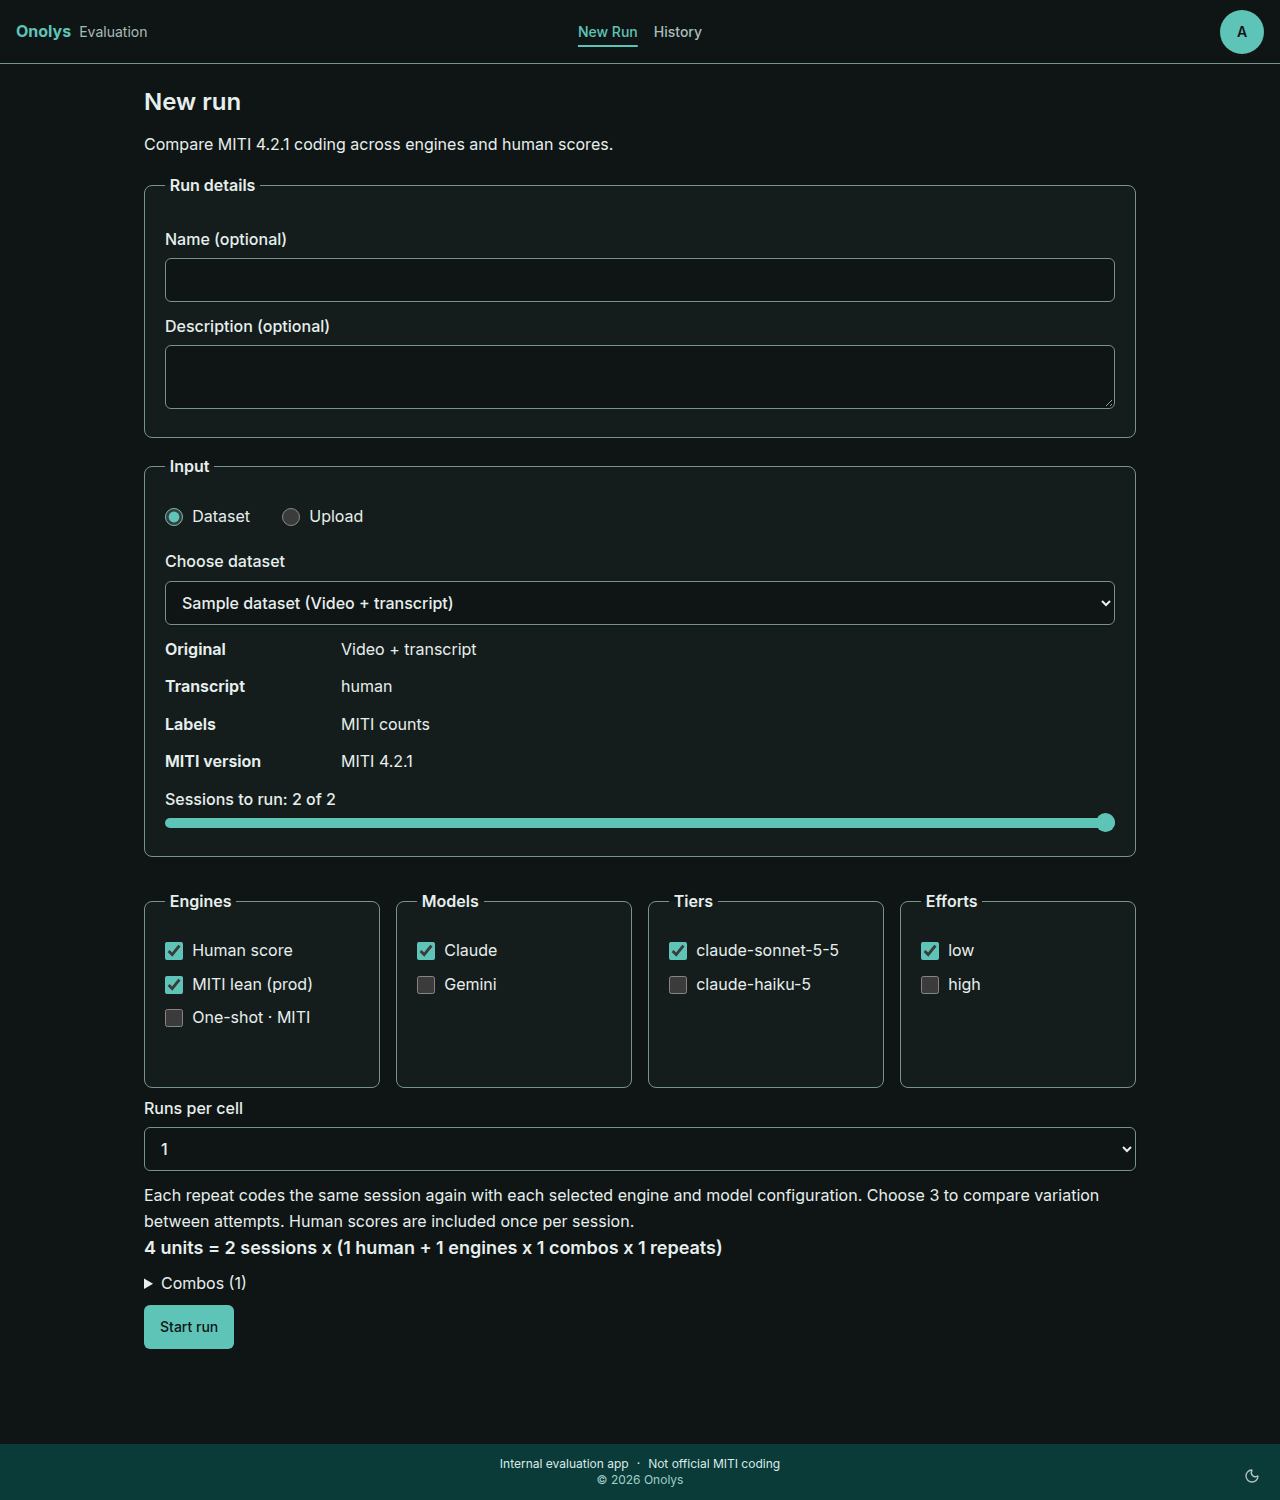 Onolys Evaluation
New Run
History
A
New run
Compare MITI 4.2.1 coding across engines and human scores.
Run details
Name (optional)
Description (optional)
Input
Dataset
Upload
Choose dataset
Sample dataset (Video + transcript)
Original Video + transcript
Transcript human
Labels MITI counts
MITI version MITI 4.2.1
Sessions to run: 2 of 2
Engines
Human score
MITI lean (prod)
One-shot · MITI
Models
Claude
Gemini
Tiers
claude-sonnet-5-5
claude-haiku-5
Efforts
low
high
Runs per cell
1
Each repeat codes the same session again with each selected engine and model configuration. Choose 3 to compare variation
between attempts. Human scores are included once per session.
4 units = 2 sessions x (1 human + 1 engines x 1 combos x 1 repeats)
Combos (1)
Start run
Internal evaluation app · Not official MITI coding
© 2026 Onolys